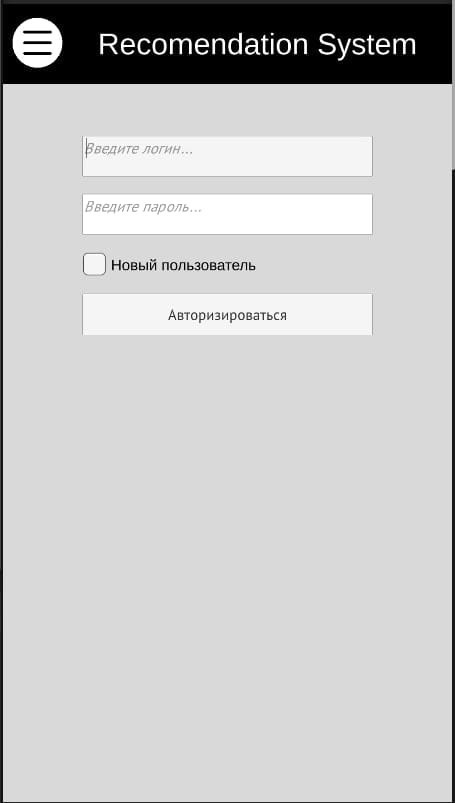 Recomendation System
Введите логин...
Введите пароль...
Новый пользователь
Авторизироваться